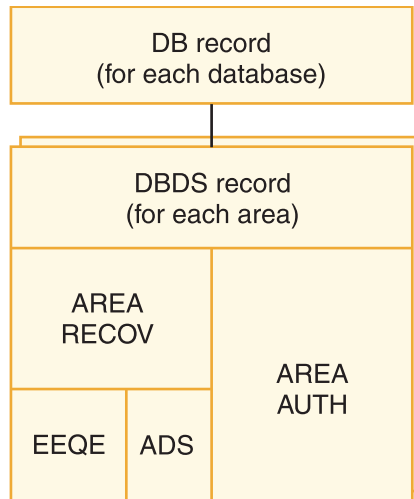 DB record
(for each database)
DBDS record
(for each area)
AREA
RECOV
AREA
AUTH
EEQE
ADS